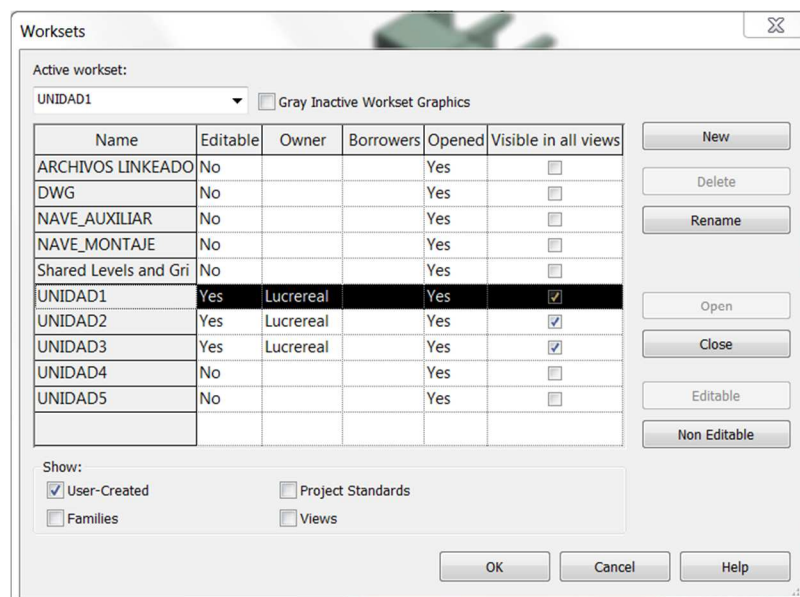 Worksets
Active workset:
UNIDAD1
Gray Inactive Workset Graphics
Name Editable Owner Borrowers Opened Visible in all views
ARCHIVOS LINKEADO No Yes
DWG No Yes
NAVE_AUXILIAR No Yes
NAVE_MONTAJE No Yes
Shared Levels and Gri No Yes
UNIDAD1 Yes Lucrereal Yes
UNIDAD2 Yes Lucrereal Yes
UNIDAD3 Yes Lucrereal Yes
UNIDAD4 No Yes
UNIDAD5 No Yes
New
Delete
Rename
Open
Close
Editable
Non Editable
Show:
User-Created Project Standards
Families Views
OK Cancel Help